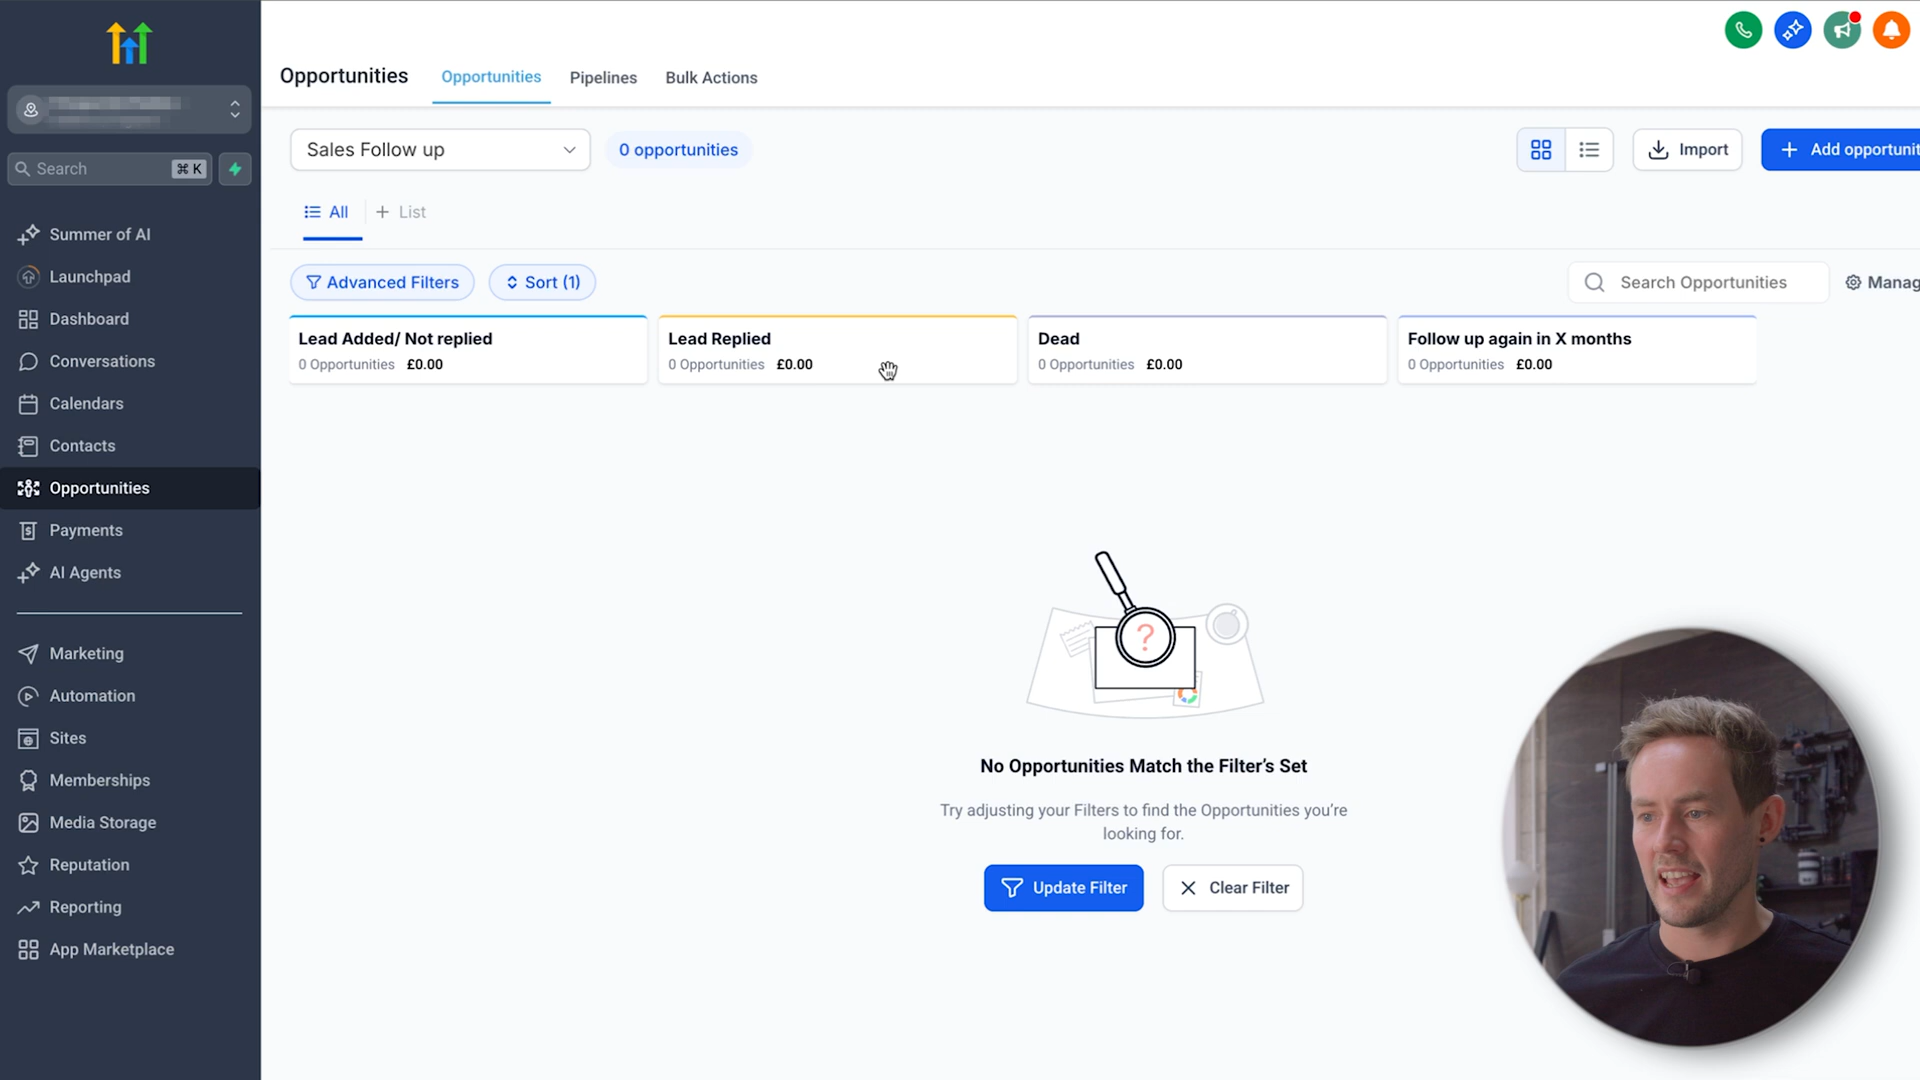 Opportunities
Opportunities
Pipelines
Bulk Actions
Search
⌘ K
Sales Follow up
0 opportunities
Import
+ Add opportunit
All
+ List
Summer of AI
Launchpad
Dashboard
Conversations
Calendars
Contacts
Opportunities
Payments
AI Agents
Marketing
Automation
Sites
Memberships
Media Storage
Reputation
Reporting
App Marketplace
Advanced Filters
Sort (1)
Search Opportunities
Manag
Lead Added/ Not replied
0 Opportunities £0.00
Lead Replied
0 Opportunities £0.00
Dead
0 Opportunities £0.00
Follow up again in X months
0 Opportunities £0.00
?
No Opportunities Match the Filter’s Set
Try adjusting your Filters to find the Opportunities you’re
looking for.
Update Filter
Clear Filter